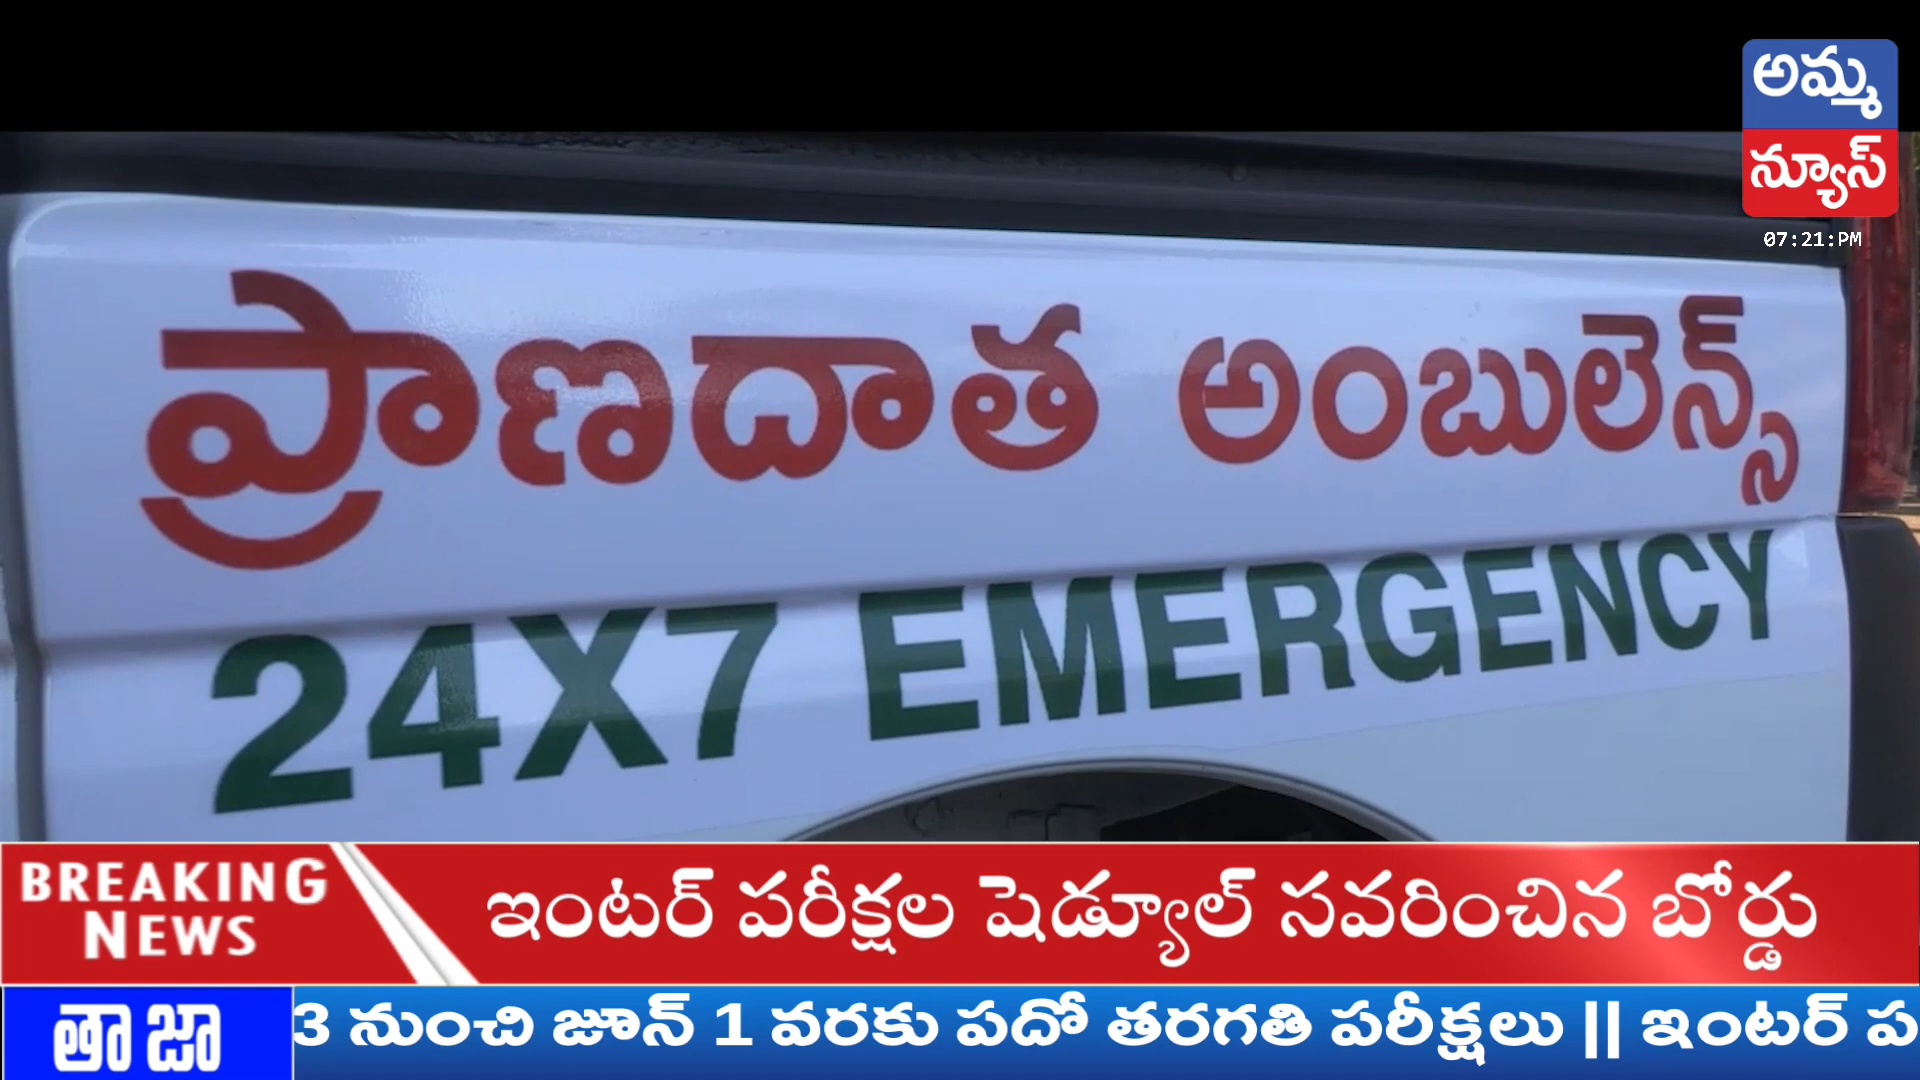 అమ్మ
న్యూస్
07:21:PM
ప్రాణదాత అంబులెన్స్
24X7 EMERGENCY
BREAKING
NEWS
ఇంటర్ పరీక్షల షెడ్యూల్ సవరించిన బోర్డు
తాజా
3 నుంచి జూన్ 1 వరకు పదో తరగతి పరీక్షలు || ఇంటర్ ప